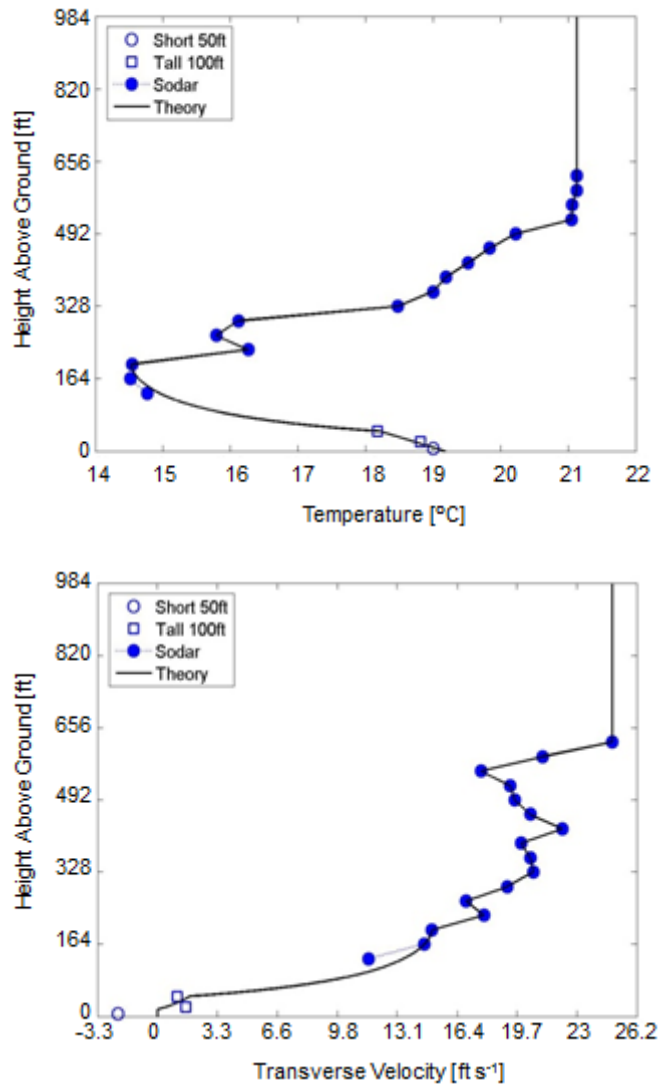 984
820
656
492
328
164
0
Height Above Ground [ft]
Short 50ft
Tall 100ft
Sodar
Theory
14 15 16 17 18 19 20 21 22
Temperature [ºC]
984
820
656
492
328
164
0
Height Above Ground [ft]
Short 50ft
Tall 100ft
Sodar
Theory
-3.3 0 3.3 6.6 9.8 13.1 16.4 19.7 23 26.2
Transverse Velocity [ft s⁻¹]